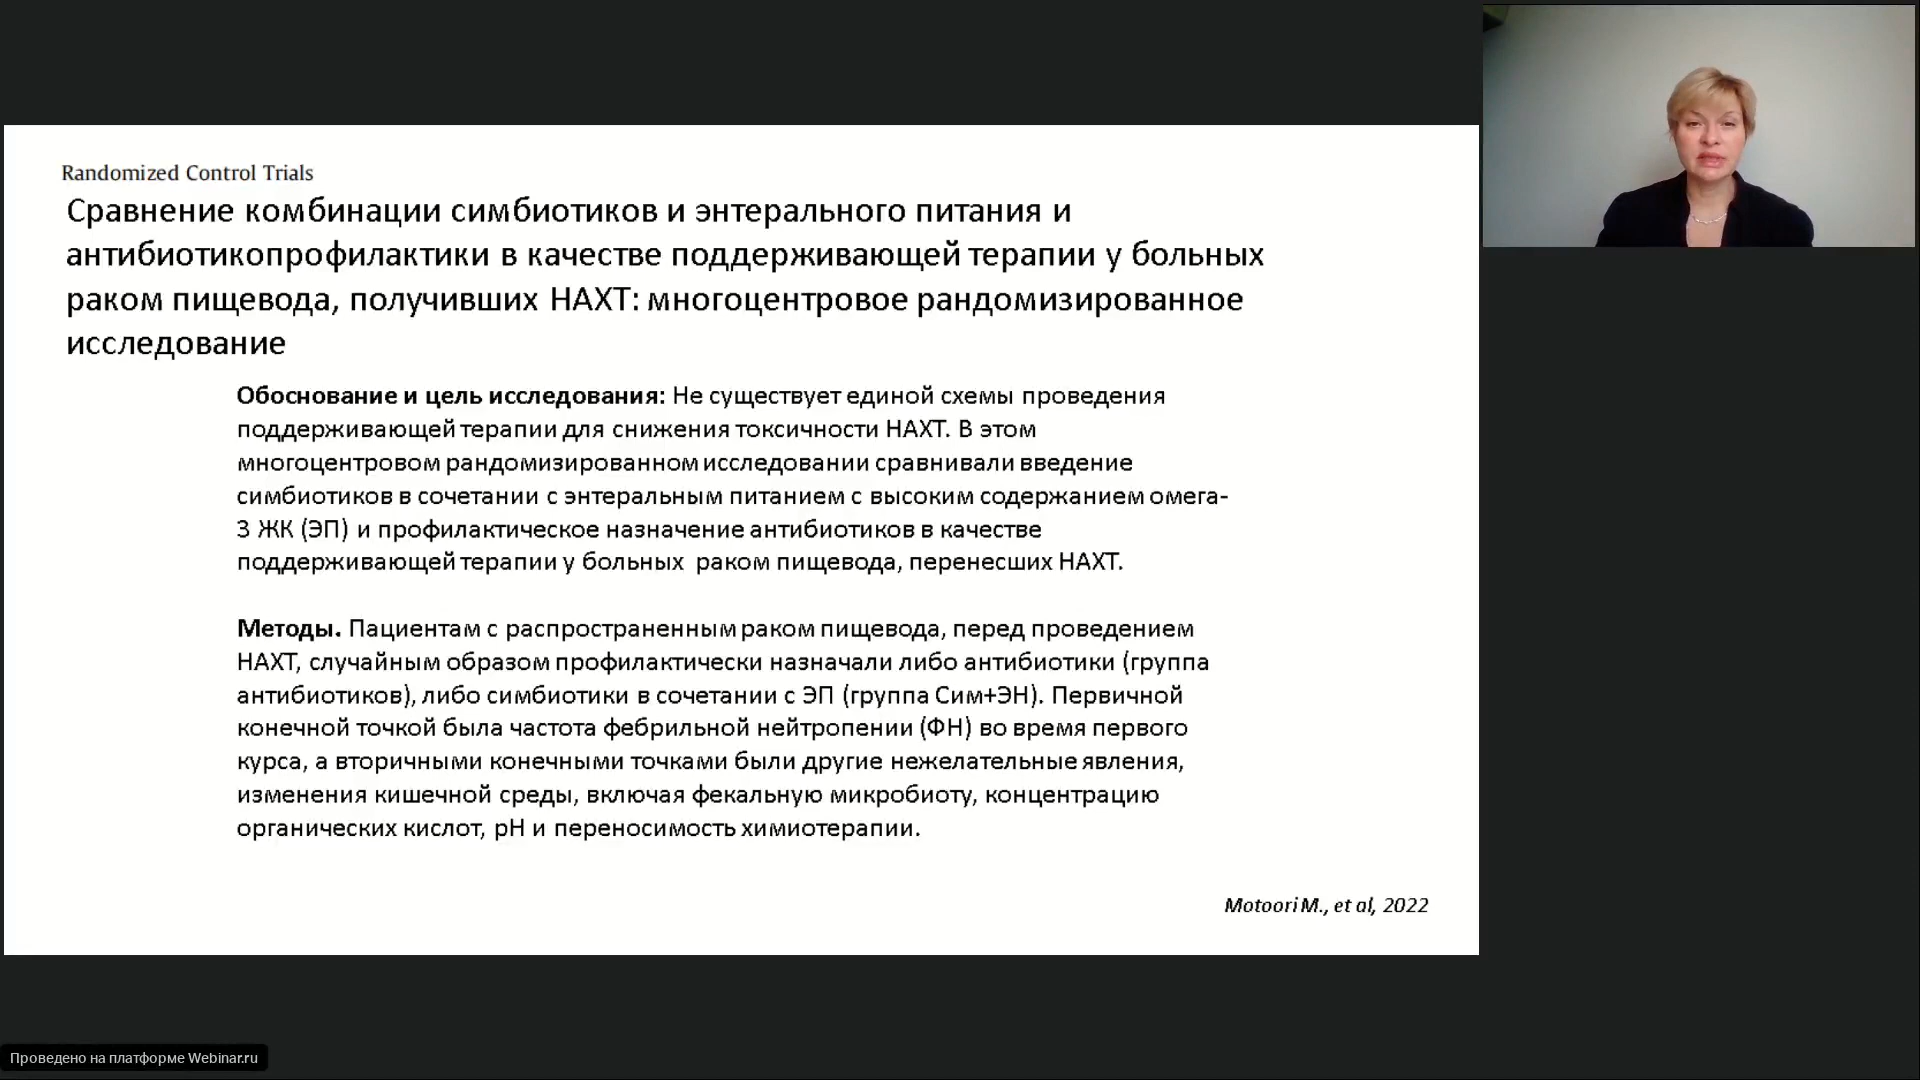 Randomized Control Trials
Сравнение комбинации симбиотиков и энтерального питания и
антибиотикопрофилактики в качестве поддерживающей терапии у больных
раком пищевода, получивших НАХТ: многоцентровое рандомизированное
исследование
Обоснование и цель исследования: Не существует единой схемы проведения
поддерживающей терапии для снижения токсичности НАХТ. В этом
многоцентровом рандомизированном исследовании сравнивали введение
симбиотиков в сочетании с энтеральным питанием с высоким содержанием омега-
3 ЖК (ЭП) и профилактическое назначение антибиотиков в качестве
поддерживающей терапии у больных раком пищевода, перенесших НАХТ.
Методы. Пациентам с распространенным раком пищевода, перед проведением
НАХТ, случайным образом профилактически назначали либо антибиотики (группа
антибиотиков), либо симбиотики в сочетании с ЭП (группа Сим+ЭН). Первичной
конечной точкой была частота фебрильной нейтропении (ФН) во время первого
курса, а вторичными конечными точками были другие нежелательные явления,
изменения кишечной среды, включая фекальную микробиоту, концентрацию
органических кислот, pH и переносимость химиотерапии.
Motoori M., et al, 2022
Проведено на платформе Webinar.ru